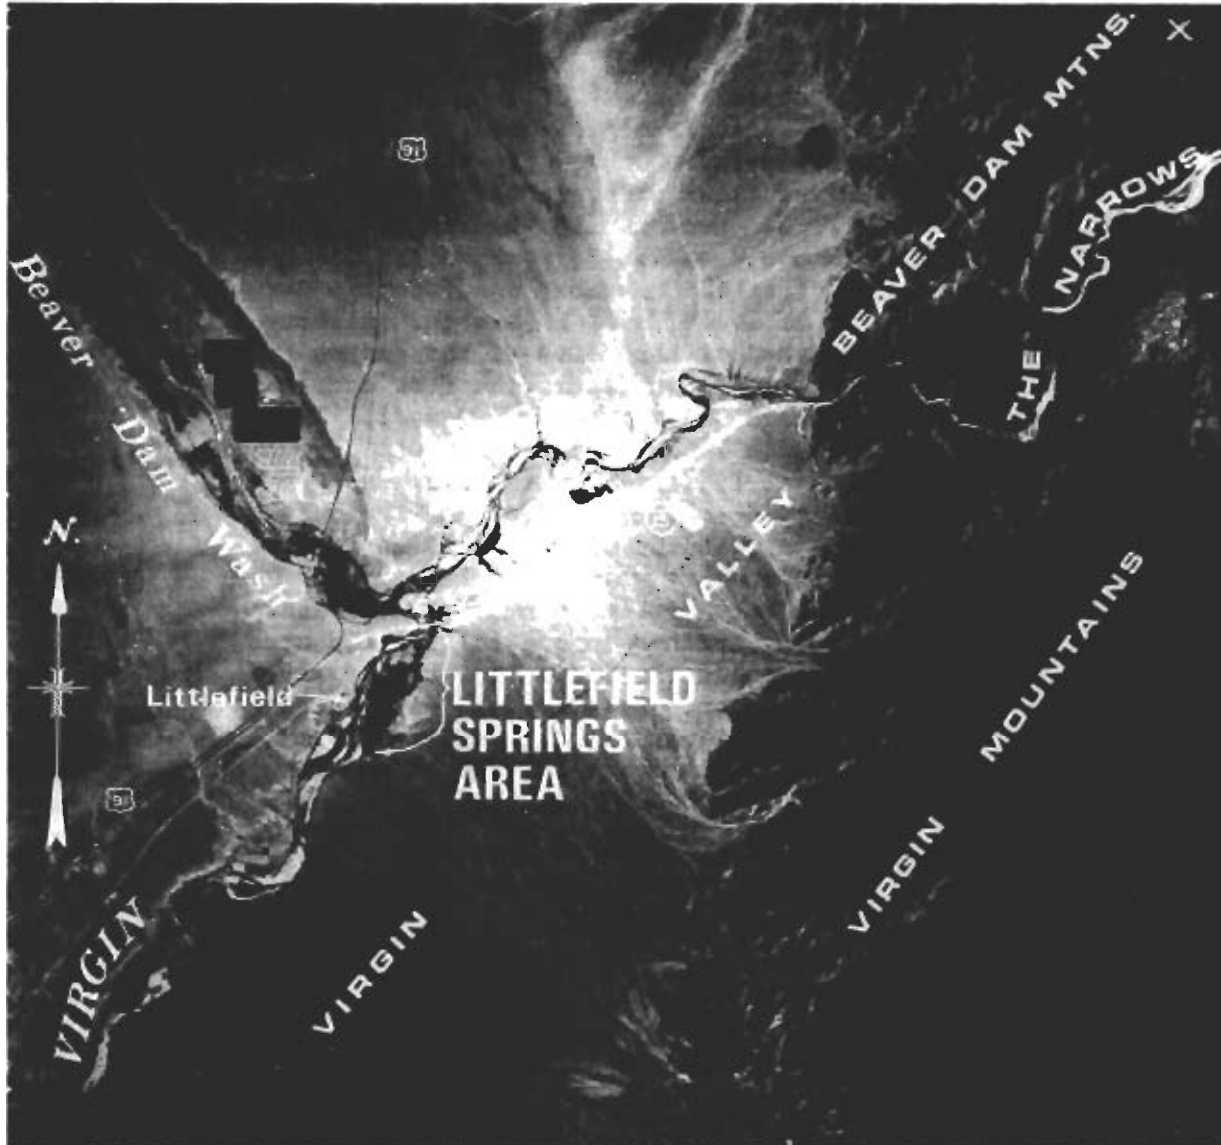 BEAVER DAM MTNS.
91
THE NARROWS
Beaver Dam Wash
N.
15
VIRGIN VALLEY
Littlefield
LITTLEFIELD
SPRINGS
AREA
91
VIRGIN MOUNTAINS
VIRGIN